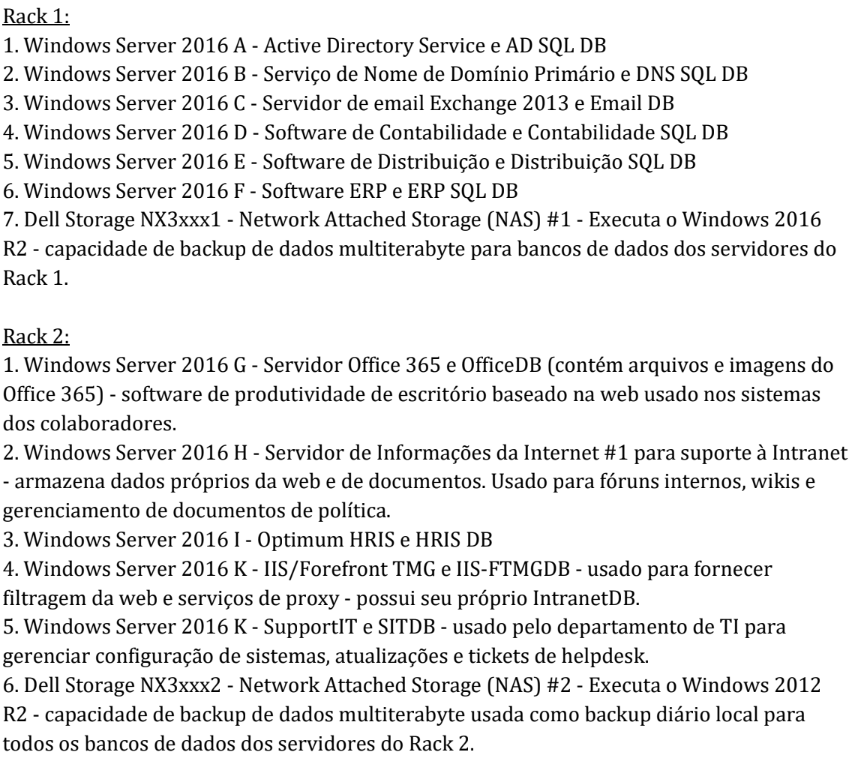 Rack 1:
1. Windows Server 2016 A - Active Directory Service e AD SQL DB
2. Windows Server 2016 B - Serviço de Nome de Domínio Primário e DNS SQL DB
3. Windows Server 2016 C - Servidor de email Exchange 2013 e Email DB
4. Windows Server 2016 D - Software de Contabilidade e Contabilidade SQL DB
5. Windows Server 2016 E - Software de Distribuição e Distribuição SQL DB
6. Windows Server 2016 F - Software ERP e ERP SQL DB
7. Dell Storage NX3xxx1 - Network Attached Storage (NAS) #1 - Executa o Windows 2016
R2 - capacidade de backup de dados multiterabyte para bancos de dados dos servidores do
Rack 1.
Rack 2:
1. Windows Server 2016 G - Servidor Office 365 e OfficeDB (contém arquivos e imagens do
Office 365) - software de produtividade de escritório baseado na web usado nos sistemas
dos colaboradores.
2. Windows Server 2016 H - Servidor de Informações da Internet #1 para suporte à Intranet
- armazena dados próprios da web e de documentos. Usado para fóruns internos, wikis e
gerenciamento de documentos de política.
3. Windows Server 2016 I - Optimum HRIS e HRIS DB
4. Windows Server 2016 K - IIS/Forefront TMG e IIS-FTMGDB - usado para fornecer
filtragem da web e serviços de proxy - possui seu próprio IntranetDB.
5. Windows Server 2016 K - SupportIT e SITDB - usado pelo departamento de TI para
gerenciar configuração de sistemas, atualizações e tickets de helpdesk.
6. Dell Storage NX3xxx2 - Network Attached Storage (NAS) #2 - Executa o Windows 2012
R2 - capacidade de backup de dados multiterabyte usada como backup diário local para
todos os bancos de dados dos servidores do Rack 2.